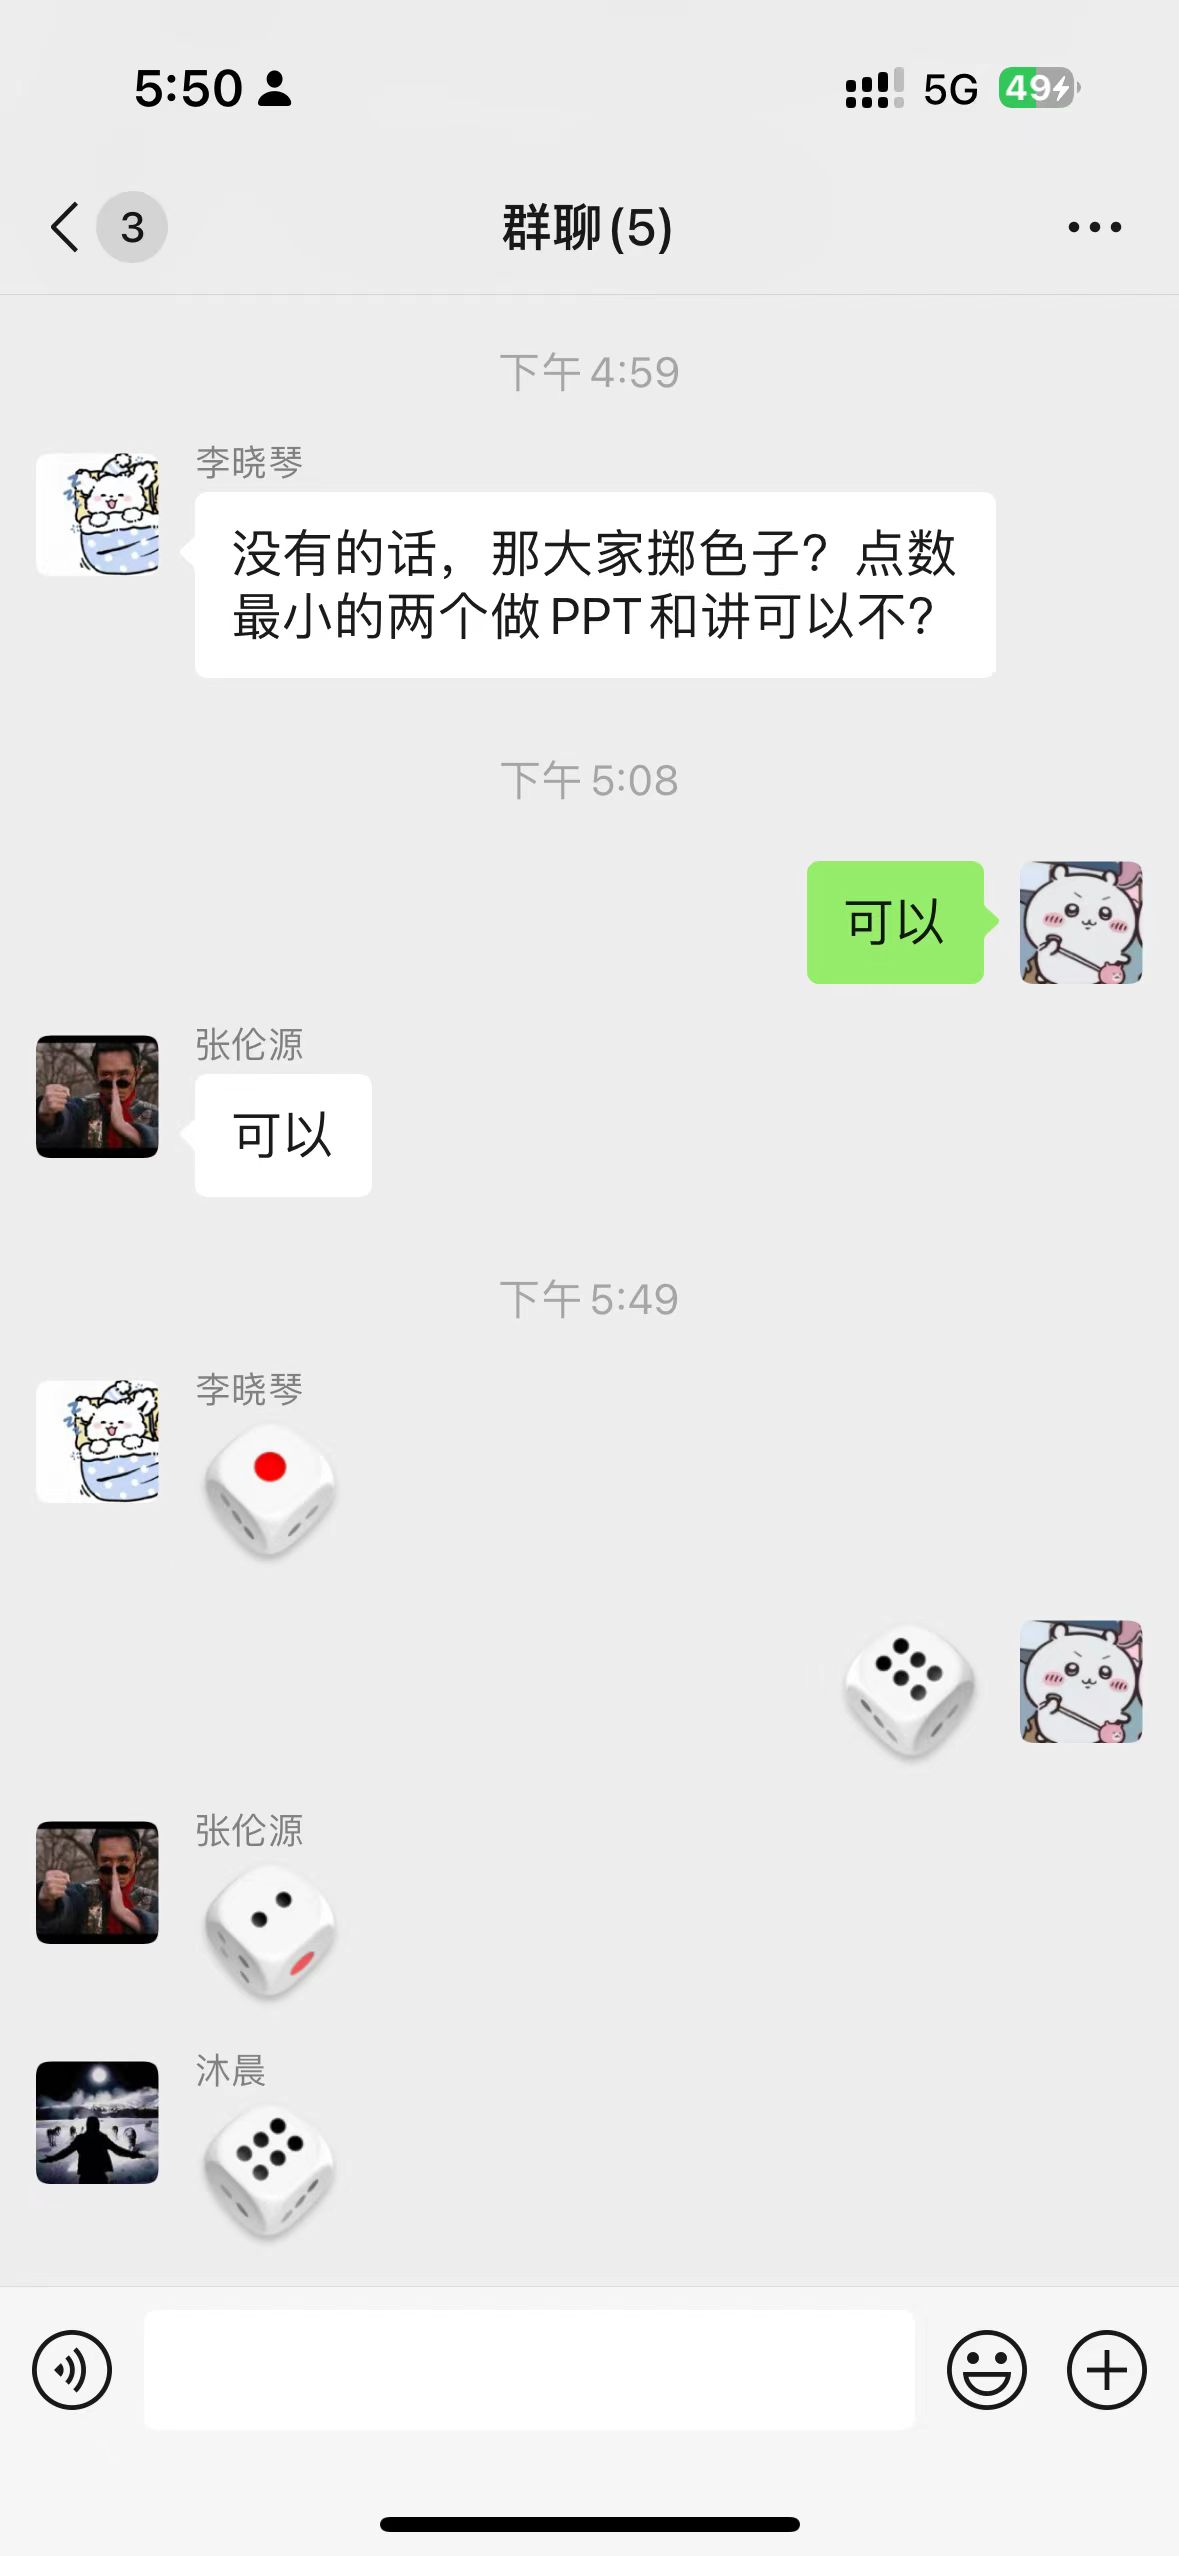 5:50
5G
49
3
群聊(5)
下午 4:59
李晓琴
没有的话，那大家掷色子？点数
最小的两个做PPT和讲可以不？
下午 5:08
可以
张伦源
可以
下午 5:49
李晓琴
张伦源
沐晨